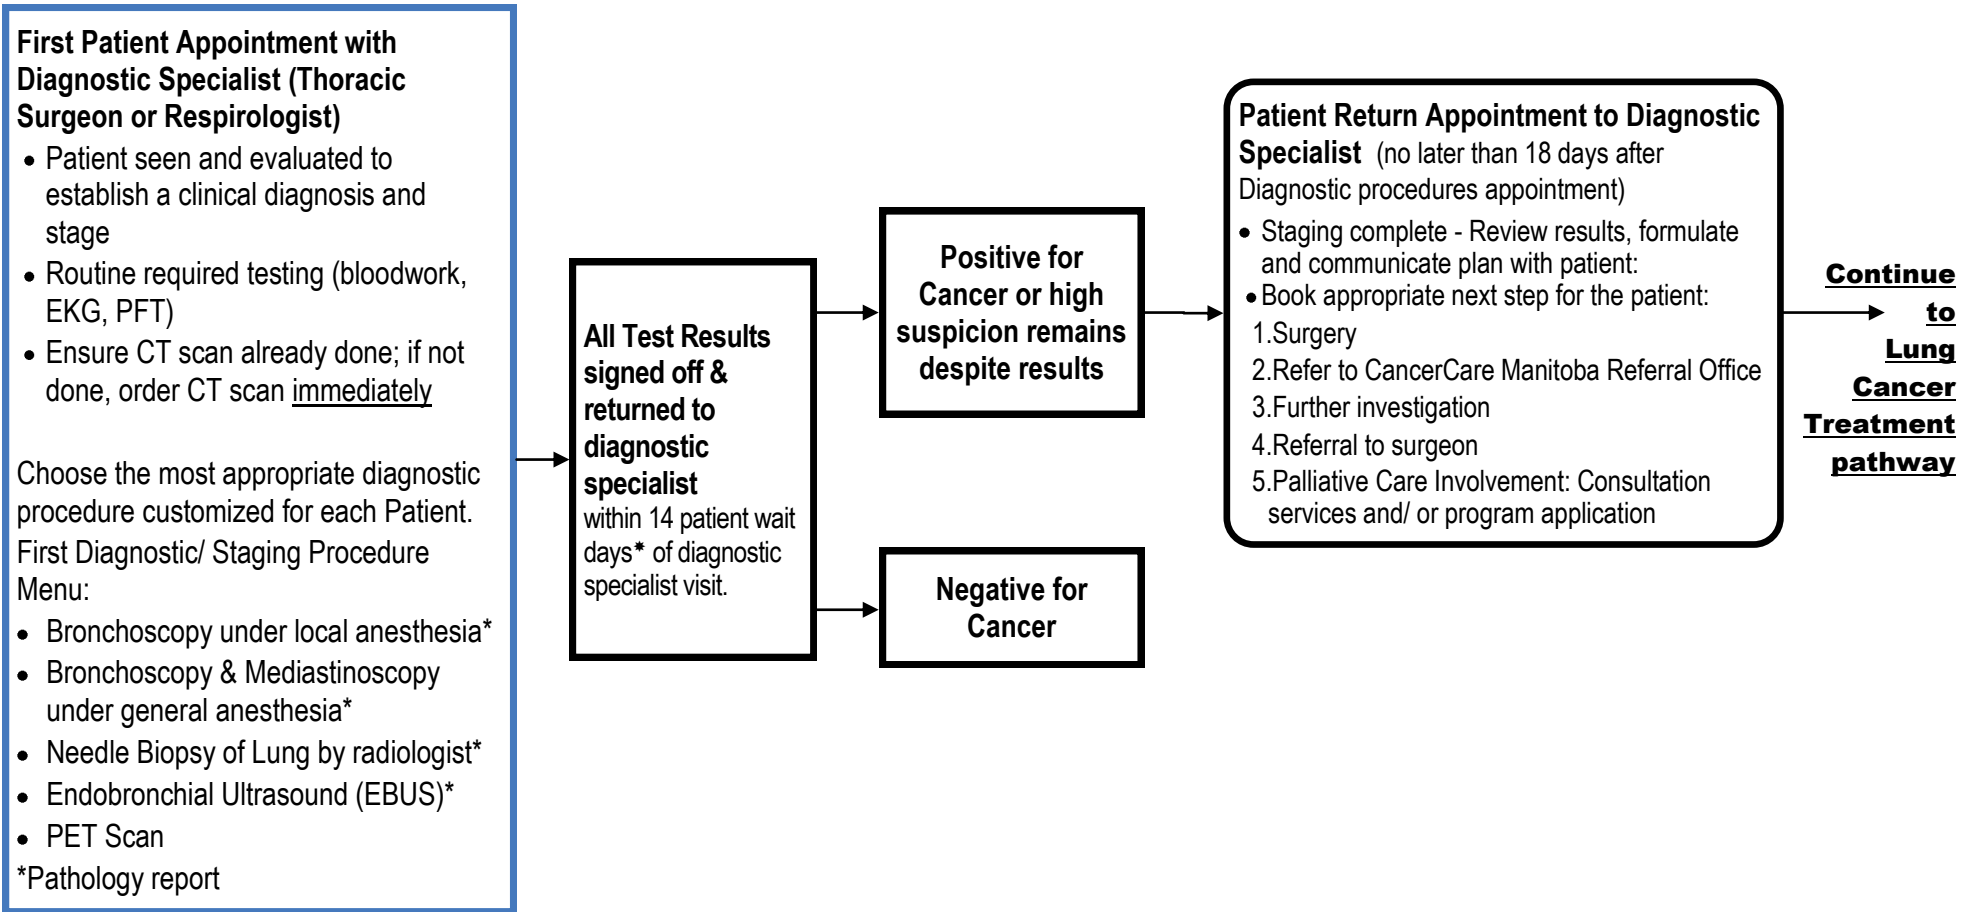 First Patient Appointment with
Diagnostic Specialist (Thoracic
Surgeon or Respirologist)
• Patient seen and evaluated to
establish a clinical diagnosis and
stage
• Routine required testing (bloodwork,
EKG, PFT)
• Ensure CT scan already done; if not
done, order CT scan immediately
Choose the most appropriate diagnostic
procedure customized for each Patient.
First Diagnostic/ Staging Procedure
Menu:
• Bronchoscopy under local anesthesia*
• Bronchoscopy & Mediastinoscopy
under general anesthesia*
• Needle Biopsy of Lung by radiologist*
• Endobronchial Ultrasound (EBUS)*
• PET Scan
*Pathology report
All Test Results
signed off &
returned to
diagnostic
specialist
within 14 patient wait
days* of diagnostic
specialist visit.
Positive for
Cancer or high
suspicion remains
despite results
Negative for
Cancer
Patient Return Appointment to Diagnostic
Specialist (no later than 18 days after
Diagnostic procedures appointment)
• Staging complete - Review results, formulate
and communicate plan with patient:
• Book appropriate next step for the patient:
1.Surgery
2.Refer to CancerCare Manitoba Referral Office
3.Further investigation
4.Referral to surgeon
5.Palliative Care Involvement: Consultation
services and/ or program application
Continue
to
Lung
Cancer
Treatment
pathway